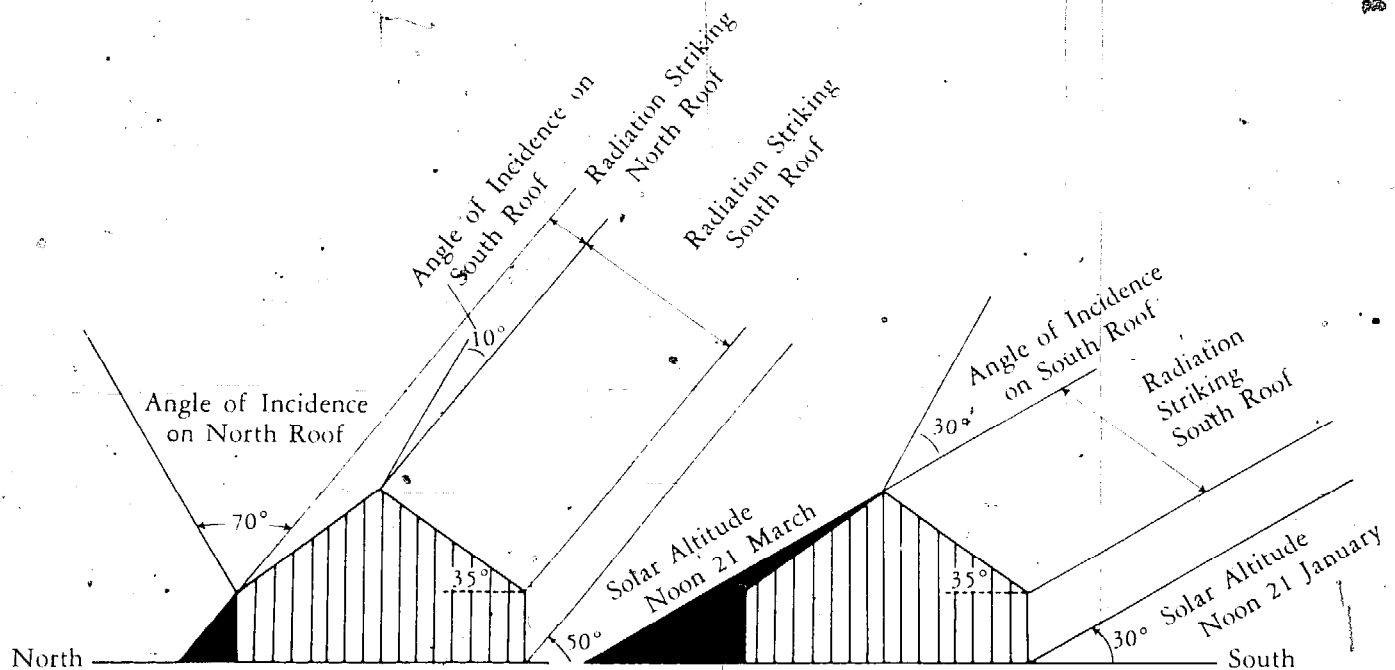 Angle of Incidence on
South Roof
Radiation Striking
North Roof
Radiation Striking
South Roof
10°
Angle of Incidence
on North Roof
70°
35°
Solar Altitude
Noon 21 March
50°
North
Angle of Incidence
on South Roof
30°
Radiation
Striking
South Roof
35°
Solar Altitude
Noon 21 January
30°
South